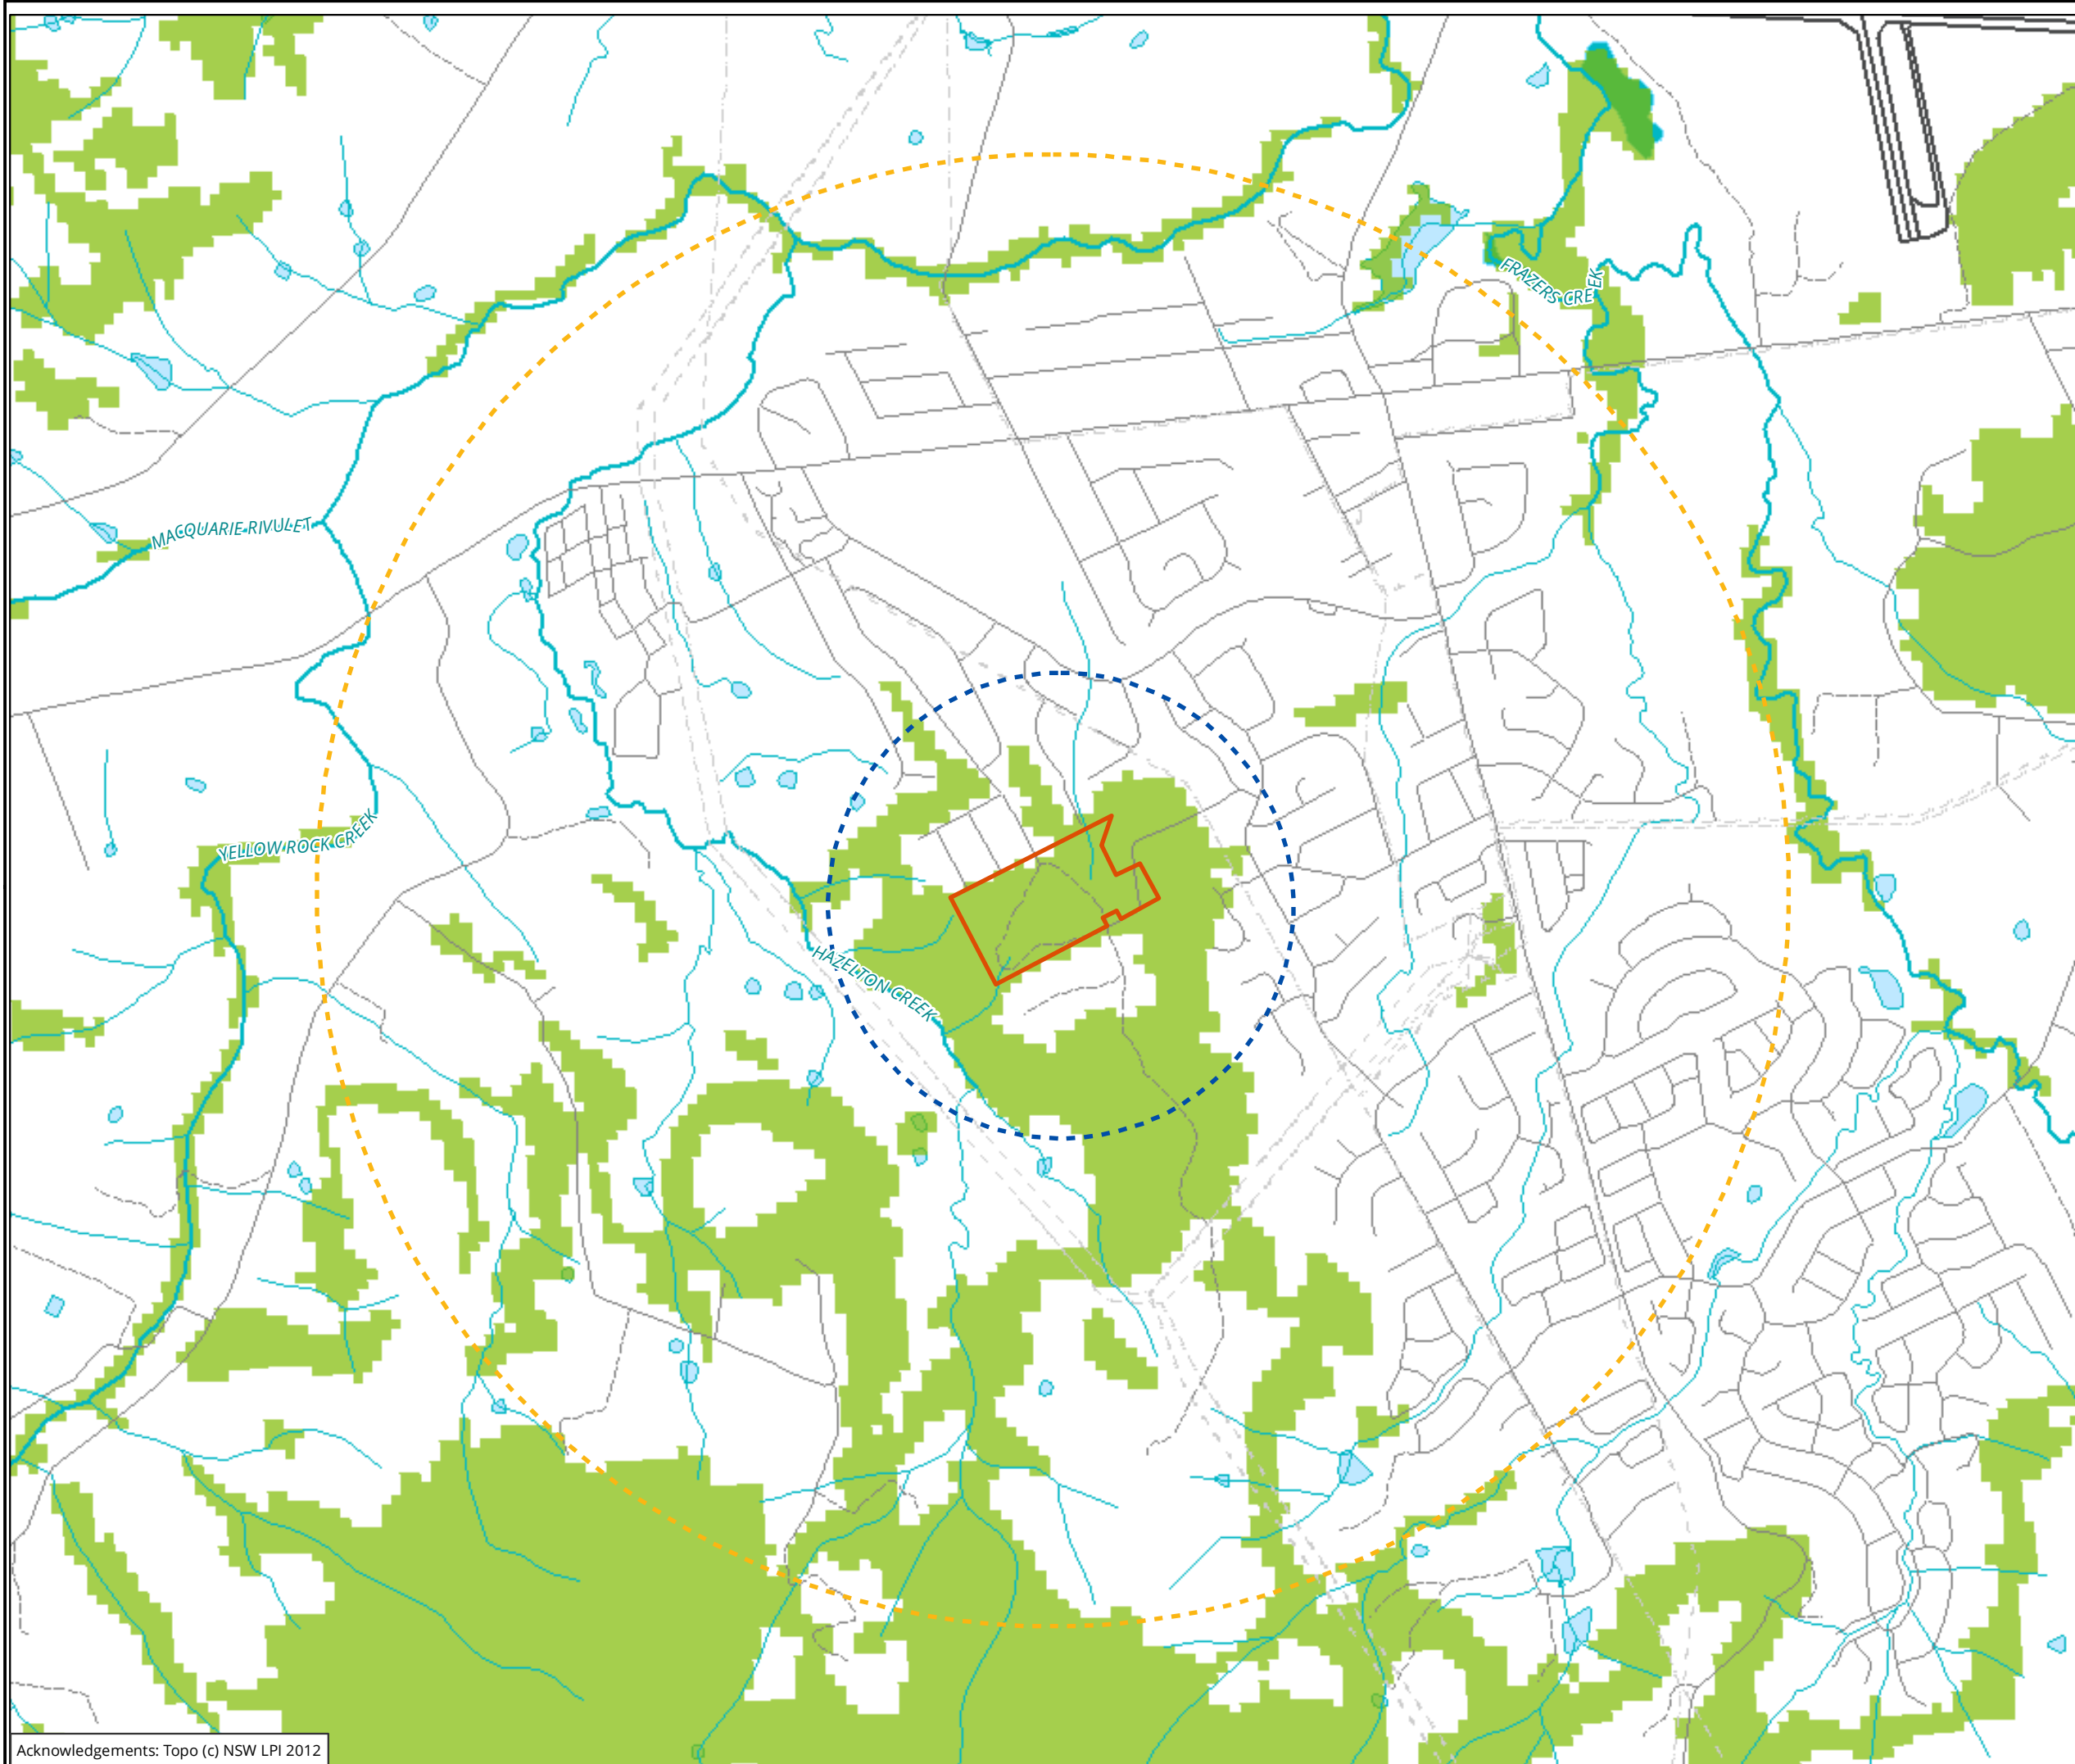 FRAZERS CREEK
MACQUARIE RIVULET
YELLOW ROCK CREEK
HAZELTON CREEK
Acknowledgements: Topo (c) NSW LPI 2012